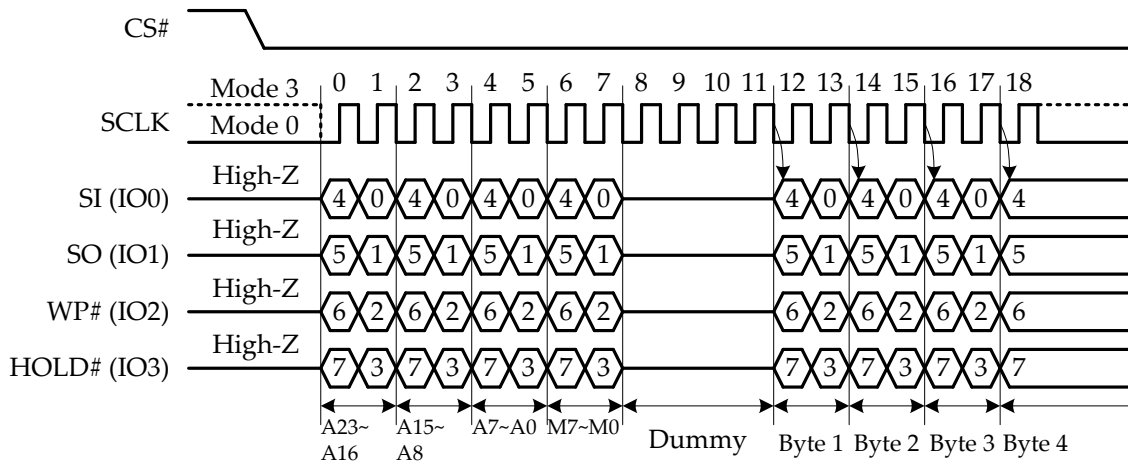 CS#
Mode 3 0 1 2 3 4 5 6 7 8 9 10 11 12 13 14 15 16 17 18
SCLK Mode 0
High-Z
SI (IO0) 4 0 4 0 4 0 4 0 4 0 4 0 4 0 4
High-Z
SO (IO1) 5 1 5 1 5 1 5 1 5 1 5 1 5 1 5
High-Z
WP# (IO2) 6 2 6 2 6 2 6 2 6 2 6 2 6 2 6
High-Z
HOLD# (IO3) 7 3 7 3 7 3 7 3 7 3 7 3 7 3 7
A23~ A15~ A7~A0 M7~M0 Dummy Byte 1 Byte 2 Byte 3 Byte 4
A16 A8